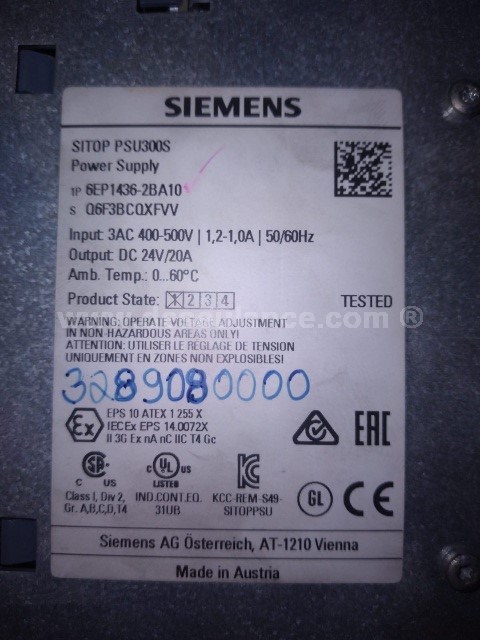 SIEMENS
SITOP PSU300S
Power Supply
1P 6EP1436-2BA10
S Q6F3BCQXFVV
Input: 3AC 400-500V | 1,2-1,0A | 50/60Hz
Output: DC 24V/20A
Amb. Temp.: 0...60°C
Product State: X 2 3 4
TESTED
WARNING: OPERATE VOLTAGE ADJUSTMENT
IN NON-HAZARDOUS AREAS ONLY!
ATTENTION: UTILISER LE REGLAGE DE TENSION
UNIQUEMENT EN ZONES NON EXPLOSIBLES!
3289080000
Ex
EPS 10 ATEX 1 255 X
IECEx EPS 14.0072X
II 3G Ex nA nC IIC T4 Gc
EAC
SA
C US
Class I, Div 2,
Gr. A,B,C,D,T4
C UL US
LISTED
IND.CONT.EQ.
31UB
KCC-REM-S49-
SITOPPSU
GL
CE
Siemens AG Österreich, AT-1210 Vienna
Made in Austria